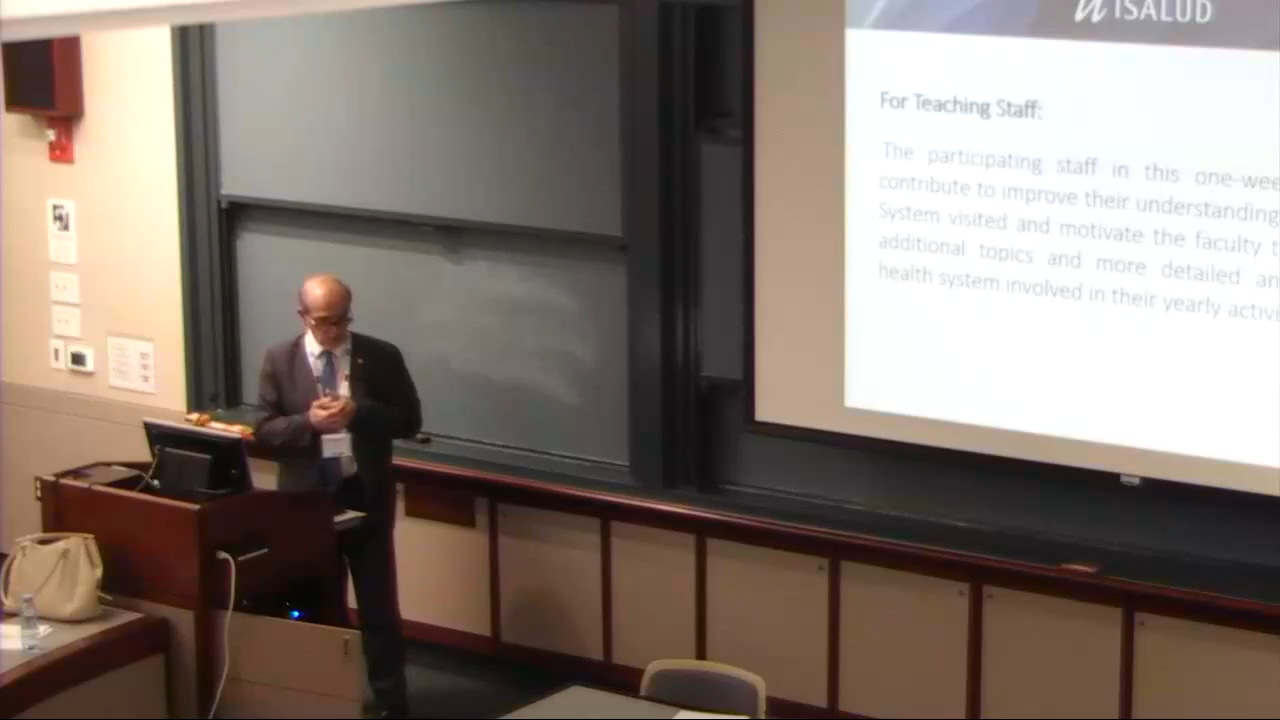 ISALUD
For Teaching Staff:
The participating staff in this one-wee
contribute to improve their understanding
System visited and motivate the faculty t
additional topics and more detailed an
health system involved in their yearly activi